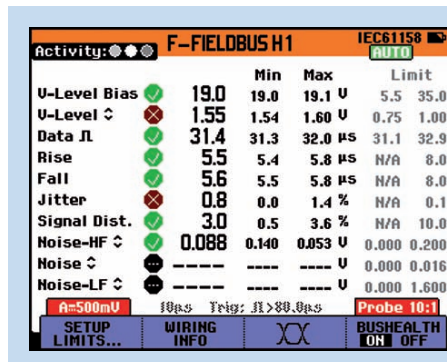 Activity: F-FIELDBUS H1 IEC61158
AUTO
Min Max Limit
V-Level Bias 19.0 19.0 19.1 V 5.5 35.0
V-Level 1.55 1.54 1.60 V 0.75 1.00
Data 31.4 31.3 32.0 µs 31.1 32.9
Rise 5.5 5.4 5.8 µs N/A 8.0
Fall 5.6 5.5 5.8 µs N/A 8.0
Jitter 0.8 0.0 1.4 % N/A 0.1
Signal Dist. 3.0 0.5 3.6 % N/A 10.0
Noise-HF 0.088 0.140 0.053 V 0.000 0.200
Noise ---- ---- ---- V 0.000 0.016
Noise-LF ---- ---- ---- V 0.000 1.600
A=500mV 10µs Trig: JL>80.0µs Probe 10:1
SETUP LIMITS... WIRING INFO BUSHEALTH ON OFF